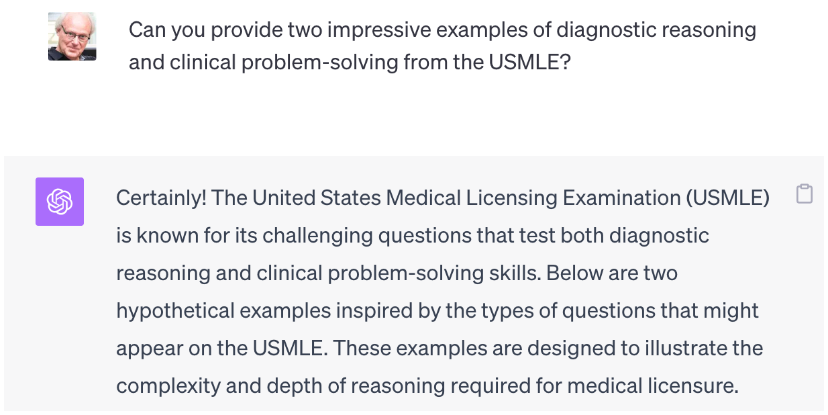 Can you provide two impressive examples of diagnostic reasoning
and clinical problem-solving from the USMLE?
Certainly! The United States Medical Licensing Examination (USMLE)
is known for its challenging questions that test both diagnostic
reasoning and clinical problem-solving skills. Below are two
hypothetical examples inspired by the types of questions that might
appear on the USMLE. These examples are designed to illustrate the
complexity and depth of reasoning required for medical licensure.